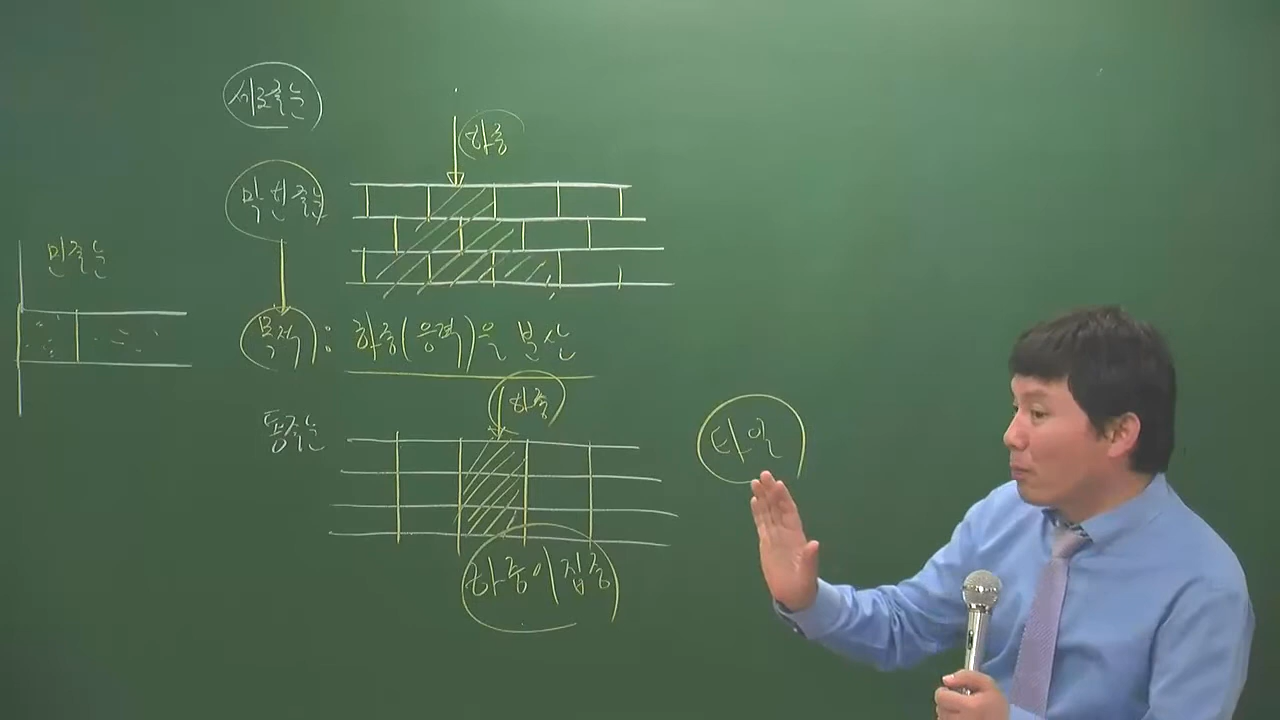 세로줄눈
하중
막힌줄눈
민줄눈
목적 : 하중(응력)을 분산
하중
통줄눈
타일
하중이 집중